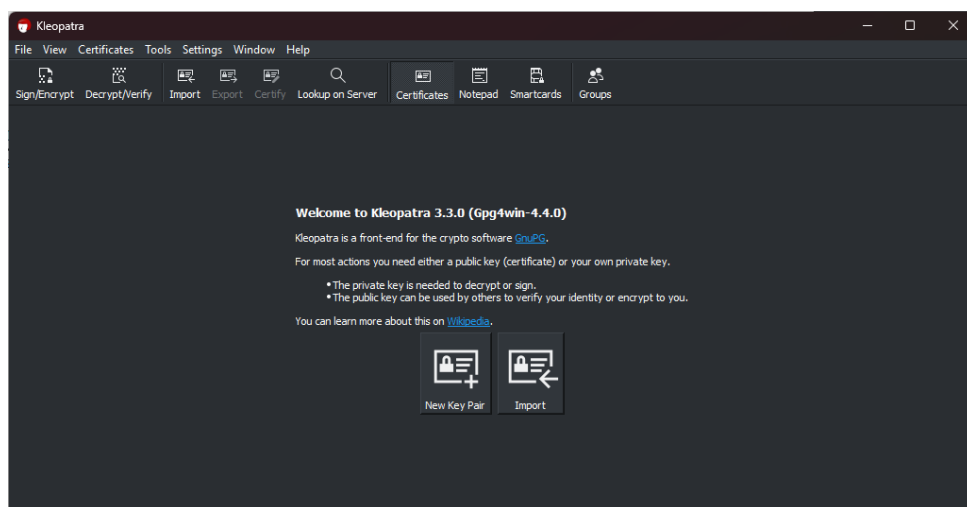 Kleopatra
File View Certificates Tools Settings Window Help
Sign/Encrypt Decrypt/Verify Import Export Certify Lookup on Server Certificates Notepad Smartcards Groups
Welcome to Kleopatra 3.3.0 (Gpg4win-4.4.0)
Kleopatra is a front-end for the crypto software GnuPG.
For most actions you need either a public key (certificate) or your own private key.
•The private key is needed to decrypt or sign.
•The public key can be used by others to verify your identity or encrypt to you.
You can learn more about this on Wikipedia.
New Key Pair Import